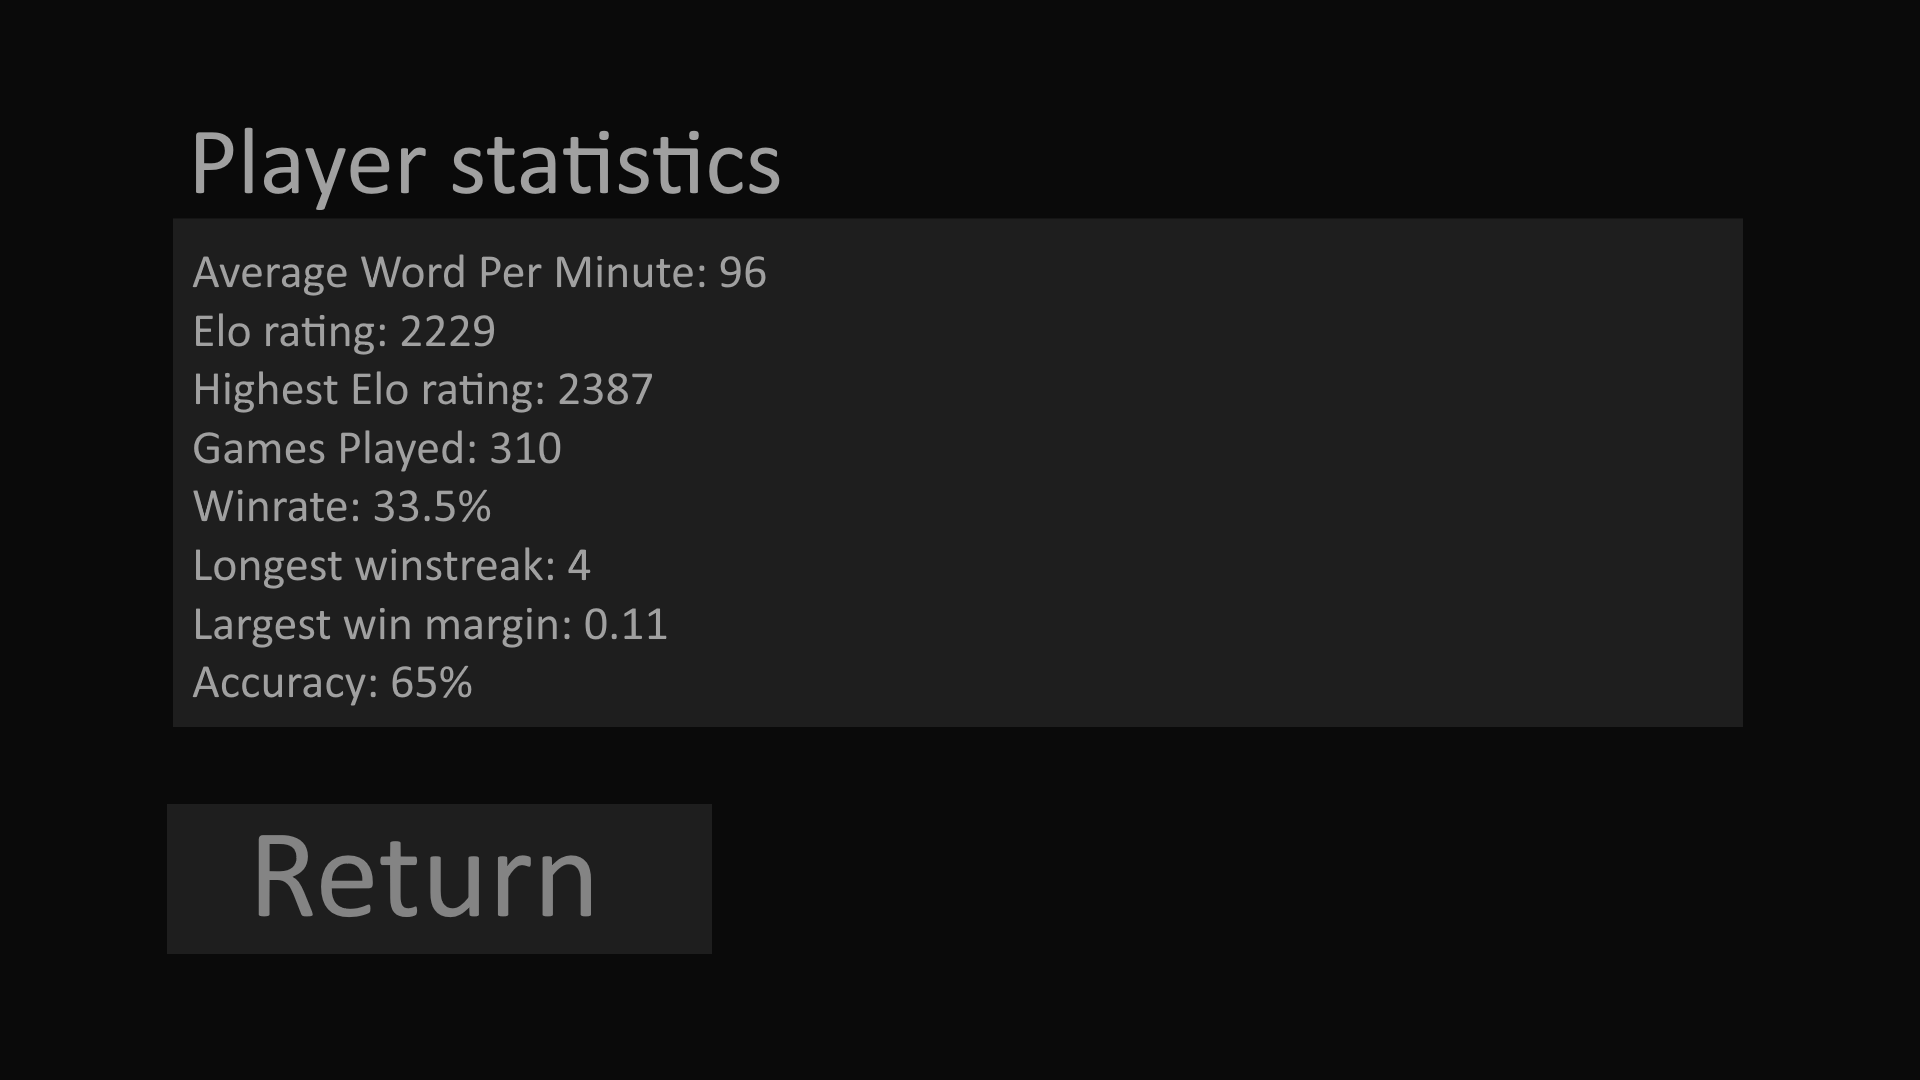 Player statistics
Average Word Per Minute: 96
Elo rating: 2229
Highest Elo rating: 2387
Games Played: 310
Winrate: 33.5%
Longest winstreak: 4
Largest win margin: 0.11
Accuracy: 65%
Return